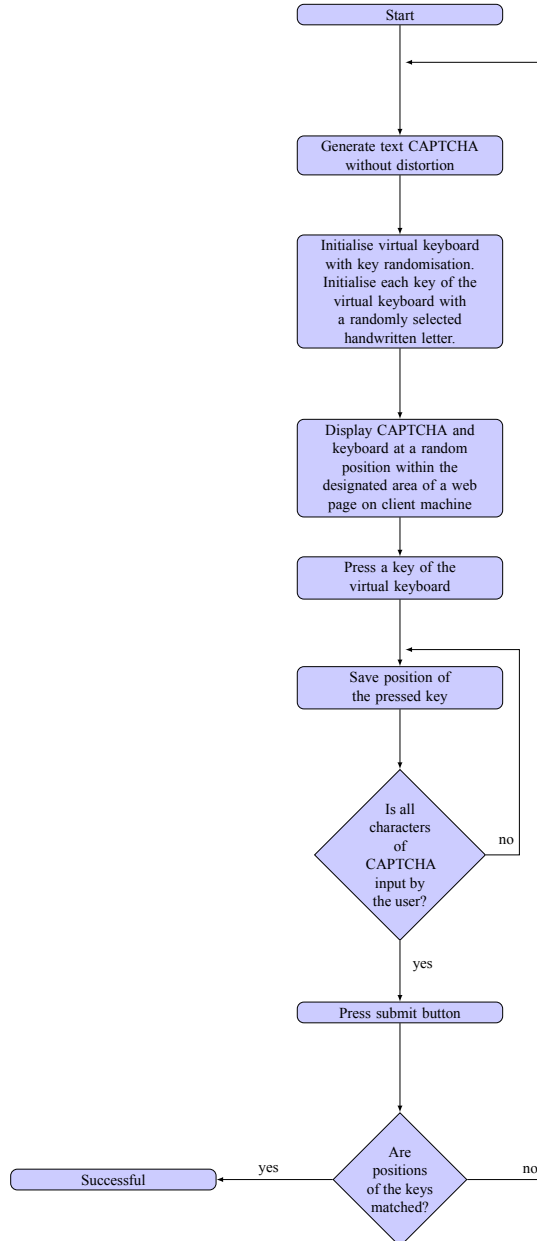 Start
Generate text CAPTCHA
without distortion
Initialise virtual keyboard
with key randomisation.
Initialise each key of the
virtual keyboard with
a randomly selected
handwritten letter.
Display CAPTCHA and
keyboard at a random
position within the
designated area of a web
page on client machine
Press a key of the
virtual keyboard
Save position of
the pressed key
Is all
characters
of
CAPTCHA
input by
the user?
no
yes
Press submit button
Are
positions
of the keys
matched?
yes
no
Successful